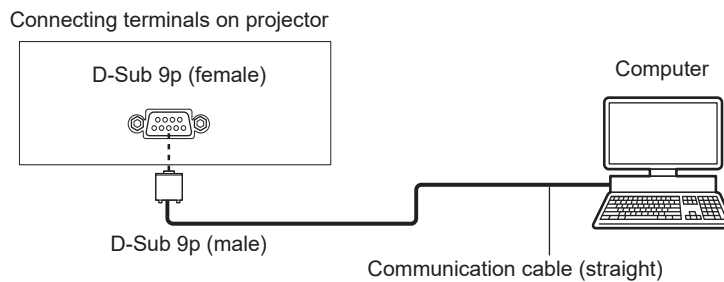 Connecting terminals on projector
D-Sub 9p (female)
Computer
D-Sub 9p (male)
Communication cable (straight)